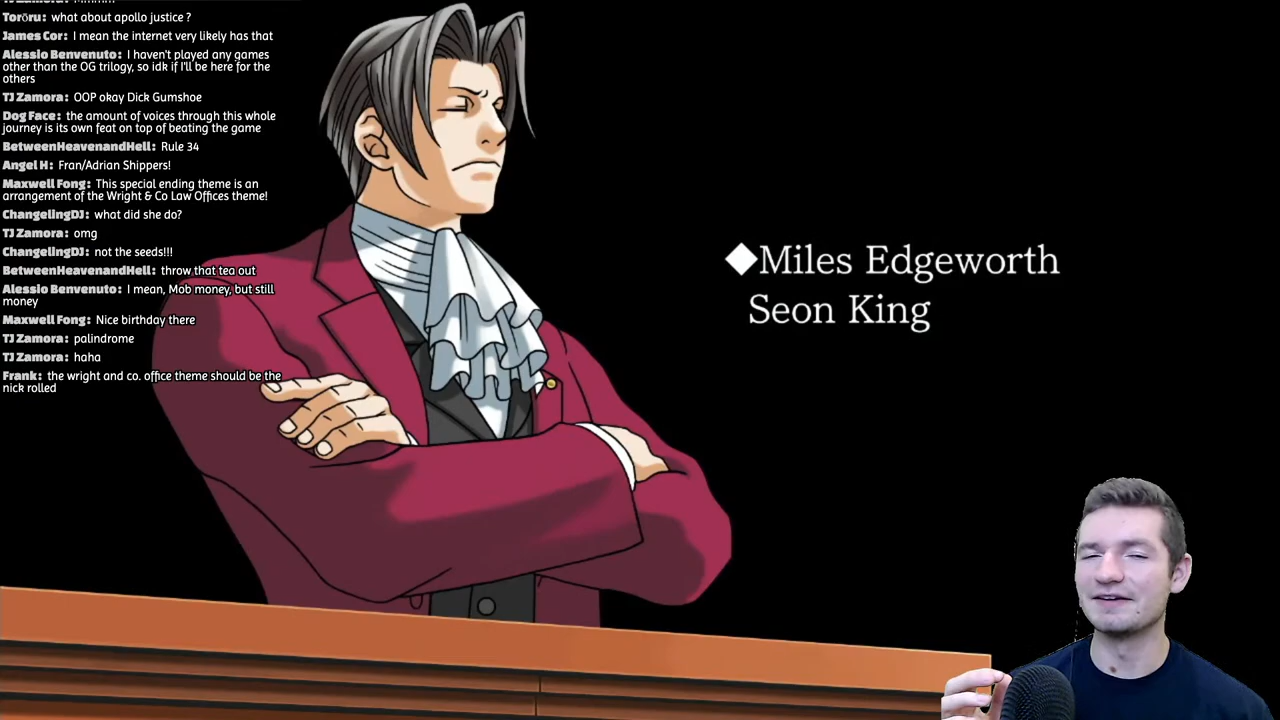 Torōru: what about apollo justice ?
James Cor: I mean the internet very likely has that
Alessio Benvenuto: I haven't played any games
other than the OG trilogy, so idk if I'll be here for the
others
TJ Zamora: OOP okay Dick Gumshoe
Dog Face: the amount of voices through this whole
journey is its own feat on top of beating the game
BetweenHeavenandHell: Rule 34
Angel H: Fran/Adrian Shippers!
Maxwell Fong: This special ending theme is an
arrangement of the Wright & Co Law Offices theme!
ChangelingDJ: what did she do?
TJ Zamora: omg
ChangelingDJ: not the seeds!!!
BetweenHeavenandHell: throw that tea out
Alessio Benvenuto: I mean, Mob money, but still
money
Maxwell Fong: Nice birthday there
TJ Zamora: palindrome
TJ Zamora: haha
Frank: the wright and co. office theme should be the
nick rolled
◆Miles Edgeworth
Seon King